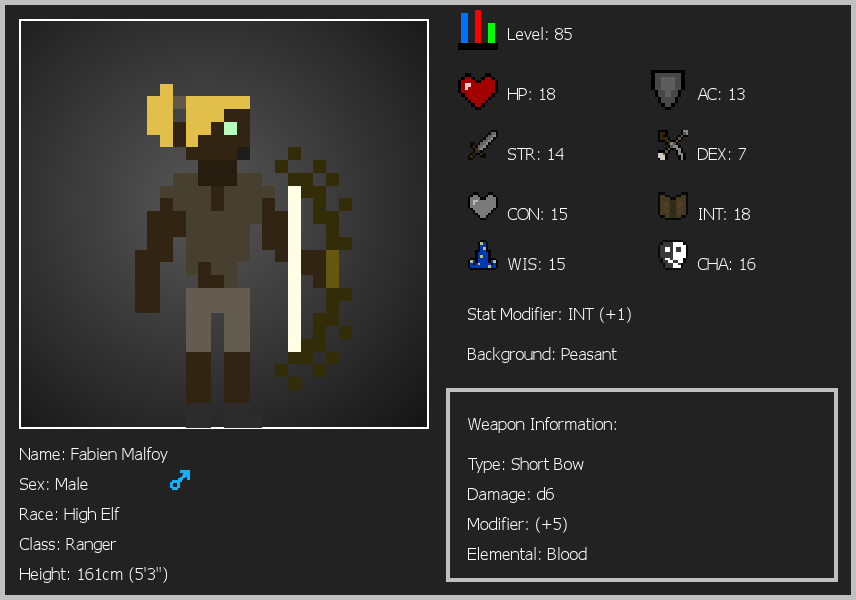 Level: 85
HP: 18
AC: 13
STR: 14
DEX: 7
CON: 15
INT: 18
WIS: 15
CHA: 16
Stat Modifier: INT (+1)
Background: Peasant
Weapon Information:
Type: Short Bow
Damage: d6
Modifier: (+5)
Elemental: Blood
Name: Fabien Malfoy
Sex: Male
Race: High Elf
Class: Ranger
Height: 161cm (5'3")